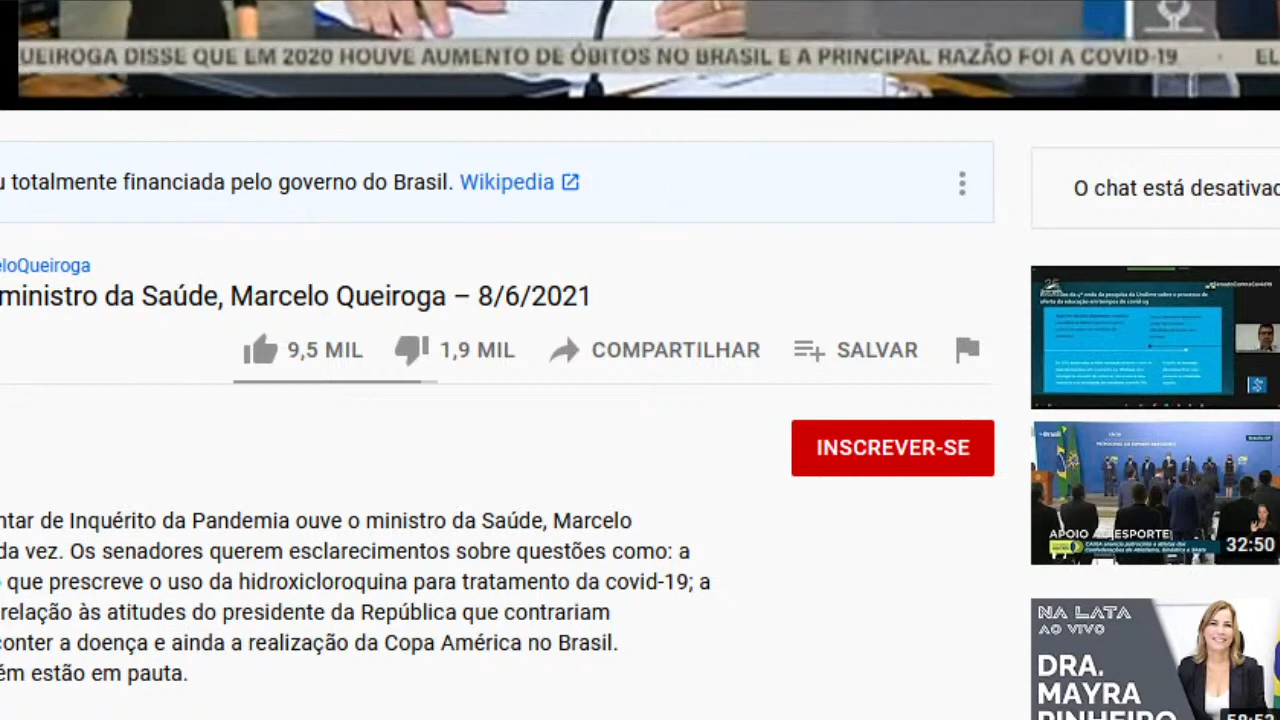 UEIROGA DISSE QUE EM 2020 HOUVE AUMENTO DE ÓBITOS NO BRASIL E A PRINCIPAL RAZÃO FOI A COVID-19 · EL
u totalmente financiada pelo governo do Brasil. Wikipedia
O chat está desativad
eloQueiroga
ministro da Saúde, Marcelo Queiroga – 8/6/2021
9,5 MIL 1,9 MIL COMPARTILHAR SALVAR
INSCREVER-SE
ntar de Inquérito da Pandemia ouve o ministro da Saúde, Marcelo
da vez. Os senadores querem esclarecimentos sobre questões como: a
que prescreve o uso da hidroxicloroquina para tratamento da covid-19; a
relação às atitudes do presidente da República que contrariam
conter a doença e ainda a realização da Copa América no Brasil.
ém estão em pauta.
APOIO AO ESPORTE
32:50
NA LATA
AO VIVO
DRA.
MAYRA
PINHEIRO